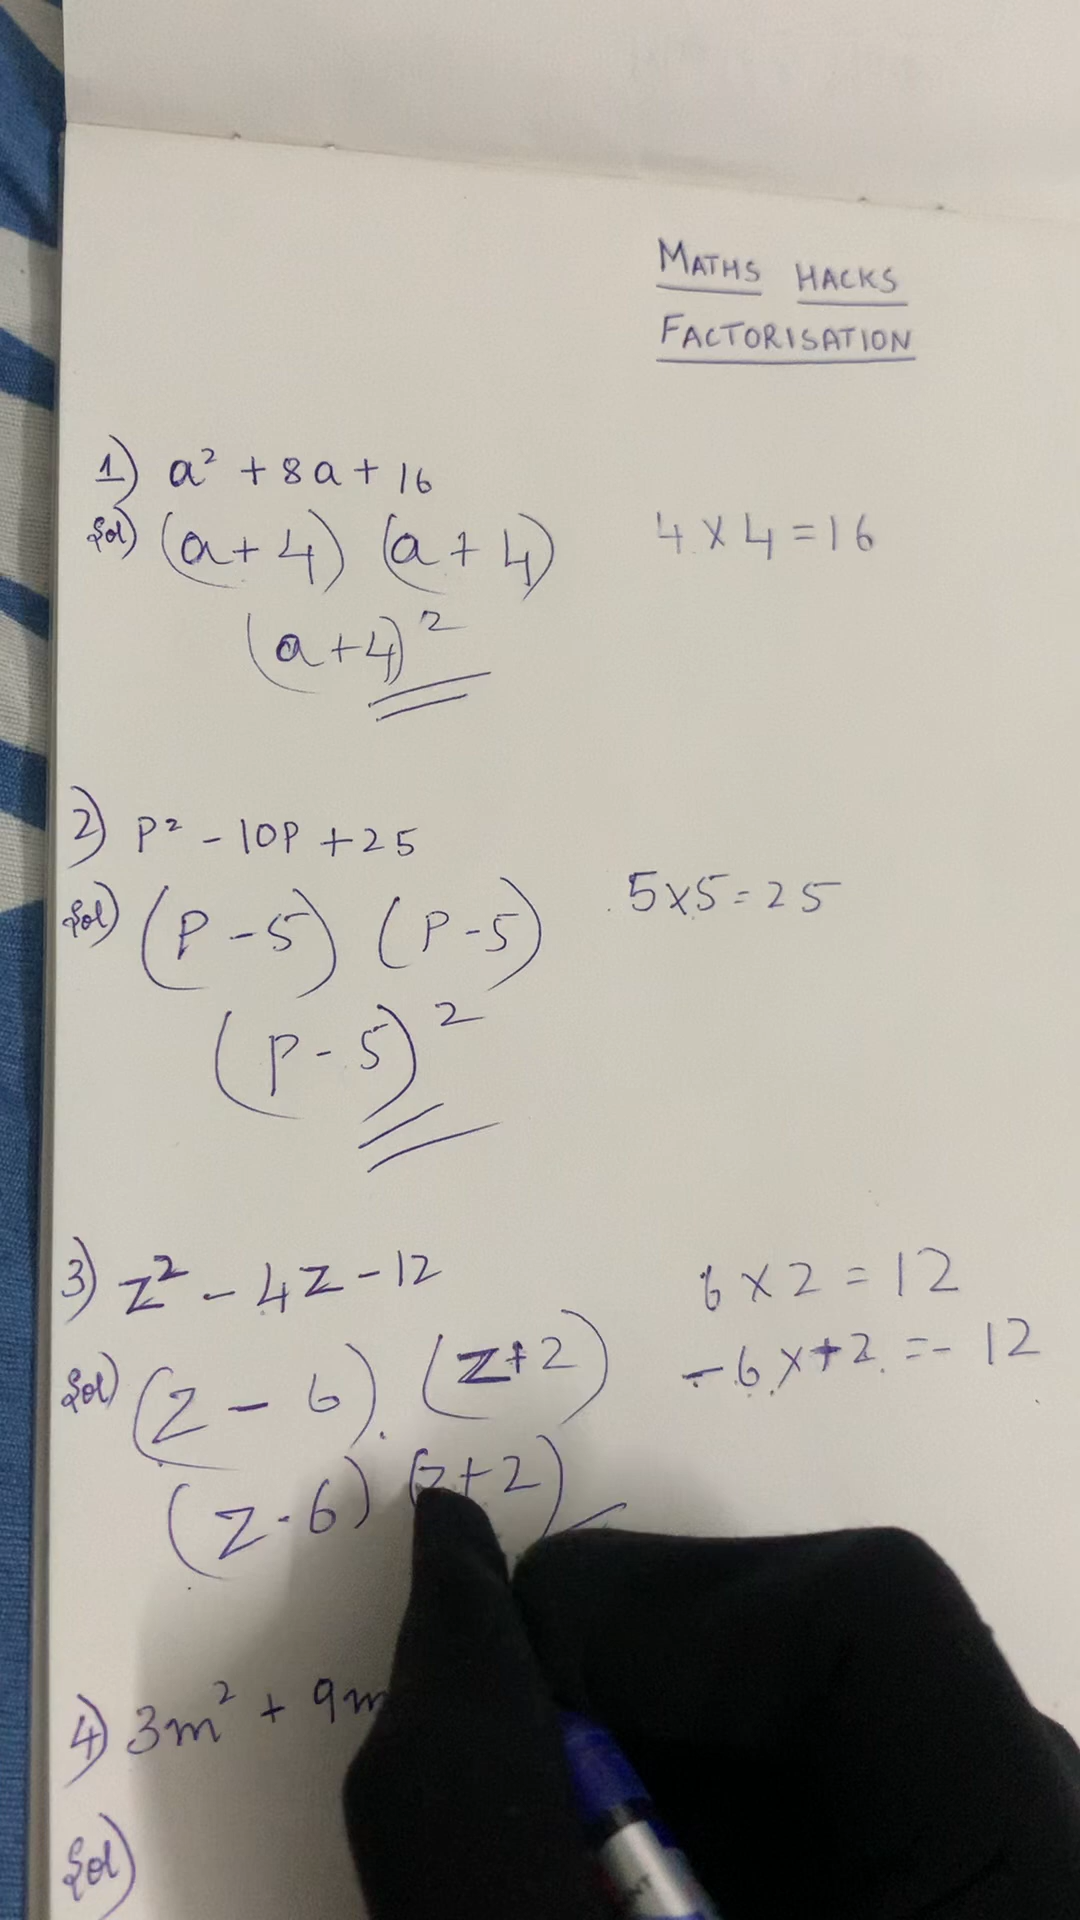 MATHS HACKS
FACTORISATION
1) a² + 8a + 16
Sol) (a + 4) (a + 4)
4 x 4 = 16
(a + 4)²
2) P² - 10P + 25
Sol) (P - 5) (P - 5)
5 x 5 = 25
(P - 5)²
3) z² - 4z - 12
6 x 2 = 12
Sol) (z - 6). (z + 2)
-6 x +2 = -12
(z - 6) (z + 2)
4) 3m² + 9m
Sol)